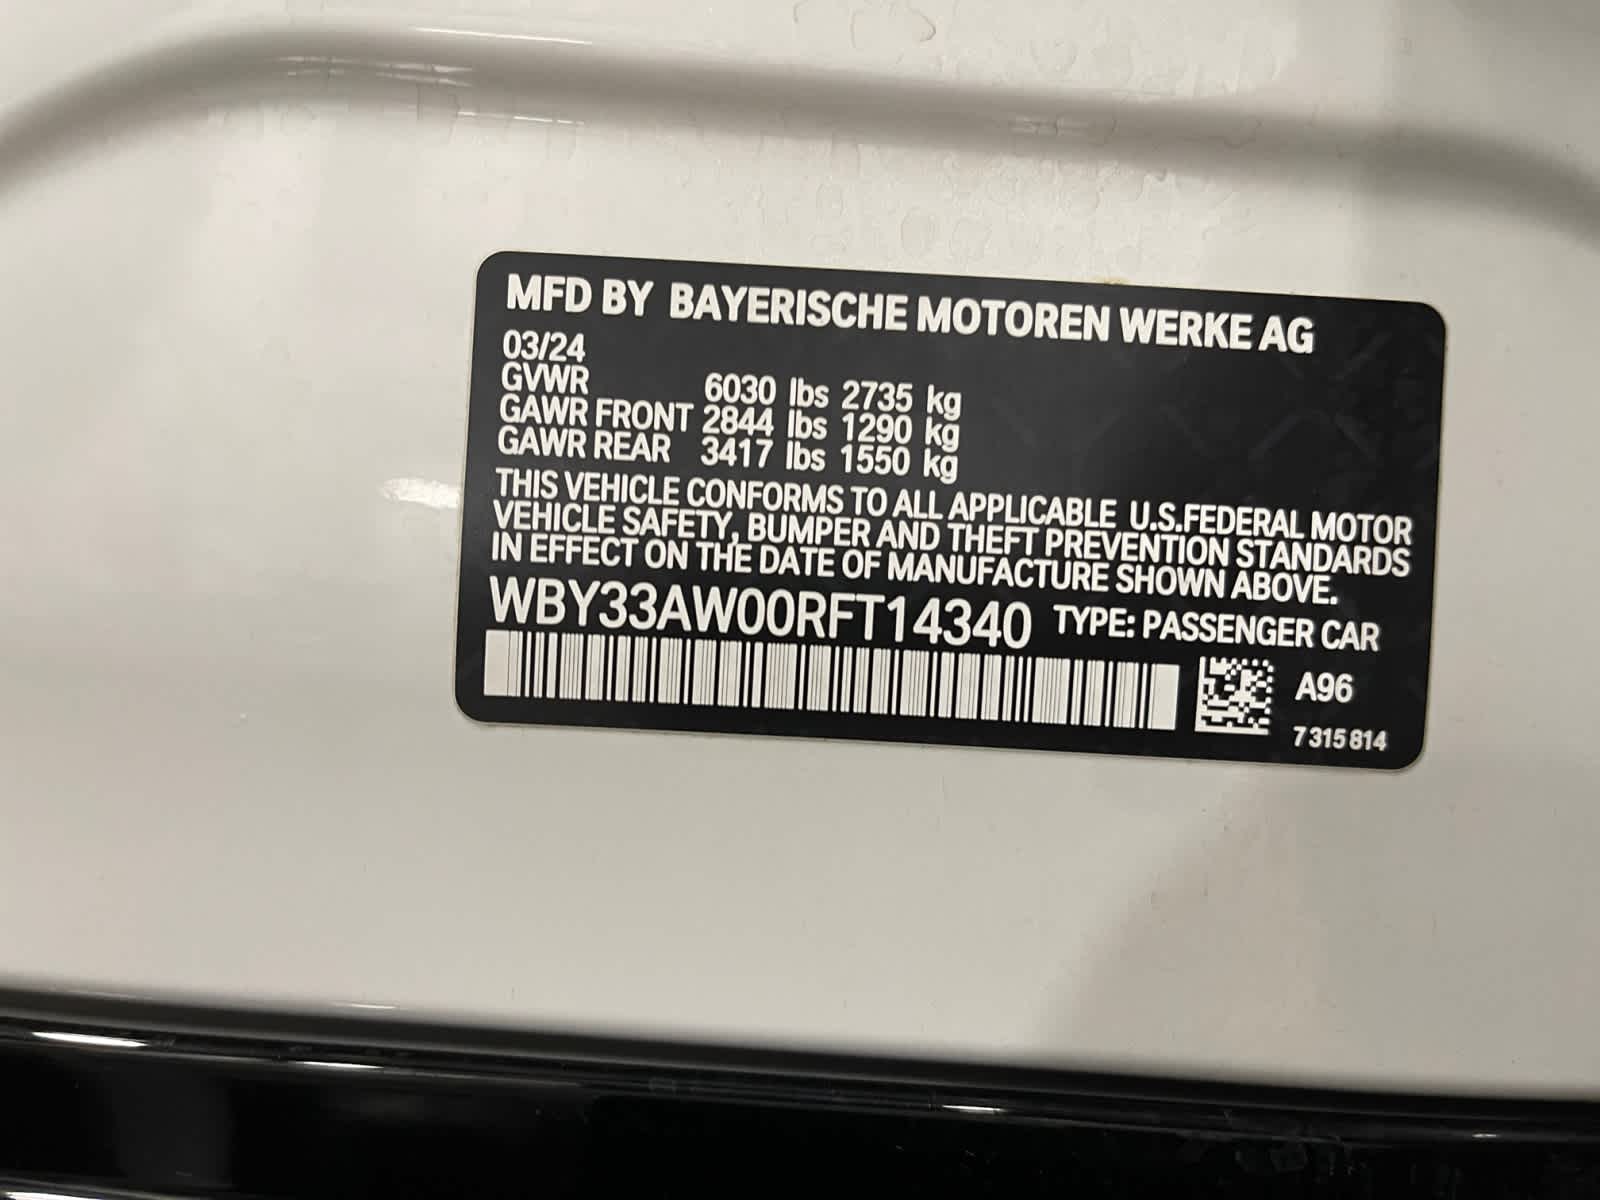 MFD BY BAYERISCHE MOTOREN WERKE AG
03/24
GVWR 6030 lbs 2735 kg
GAWR FRONT 2844 lbs 1290 kg
GAWR REAR 3417 lbs 1550 kg
THIS VEHICLE CONFORMS TO ALL APPLICABLE U.S.FEDERAL MOTOR
VEHICLE SAFETY, BUMPER AND THEFT PREVENTION STANDARDS
IN EFFECT ON THE DATE OF MANUFACTURE SHOWN ABOVE.
WBY33AW00RFT14340 TYPE: PASSENGER CAR
A96
7 315 814